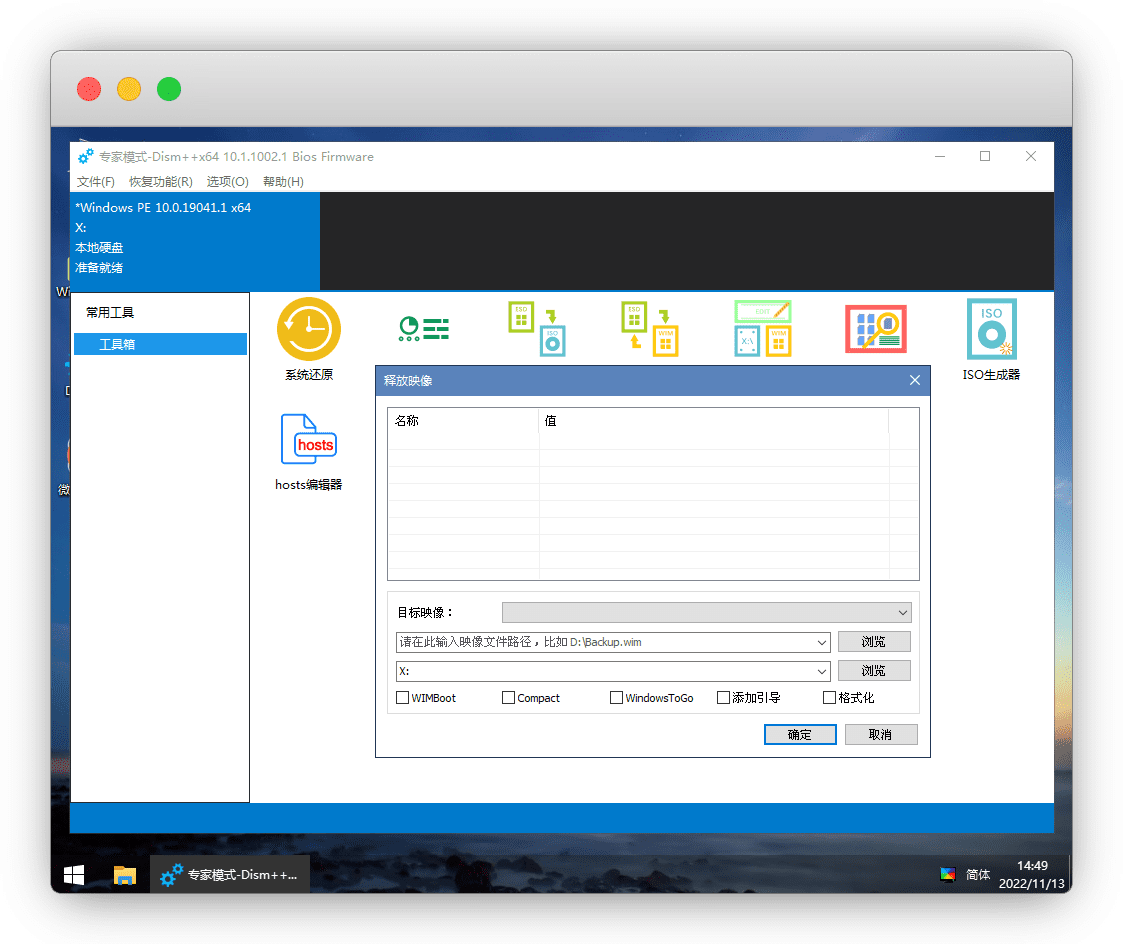 专家模式-Dism++x64 10.1.1002.1 Bios Firmware
文件(F) 恢复功能(R) 选项(O) 帮助(H)
*Windows PE 10.0.19041.1 x64
X:
本地硬盘
准备就绪
常用工具
工具箱
ISO
ISO
ISO
WIM
X:\
WIM
ISO
系统还原
ISO生成器
hosts
hosts编辑器
释放映像
名称 值
目标映像：
请在此输入映像文件路径，比如 D:\Backup.wim 浏览
X: 浏览
WIMBoot Compact WindowsToGo 添加引导 格式化
确定 取消
Wi
D
微
专家模式-Dism++...
简体
14:49
2022/11/13